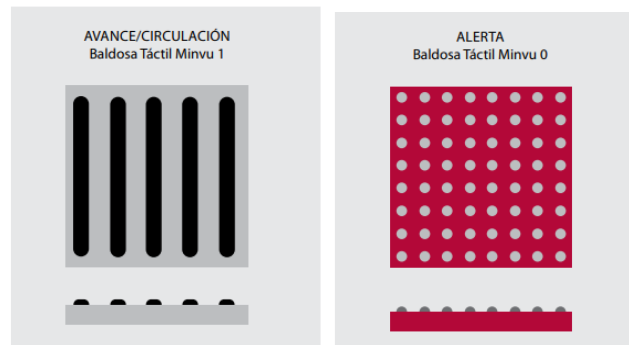 AVANCE/CIRCULACIÓN
Baldosa Táctil Minvu 1
ALERTA
Baldosa Táctil Minvu 0